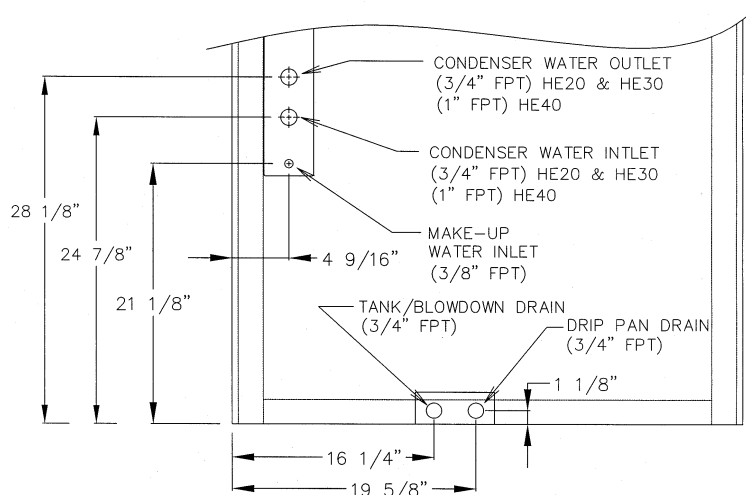 CONDENSER WATER OUTLET
(3/4" FPT) HE20 & HE30
(1" FPT) HE40
CONDENSER WATER INTLET
(3/4" FPT) HE20 & HE30
(1" FPT) HE40
28 1/8"
24 7/8"
21 1/8"
4 9/16"
MAKE-UP
WATER INLET
(3/8" FPT)
TANK/BLOWDOWN DRAIN
(3/4" FPT)
DRIP PAN DRAIN
(3/4" FPT)
1 1/8"
16 1/4"
19 5/8"